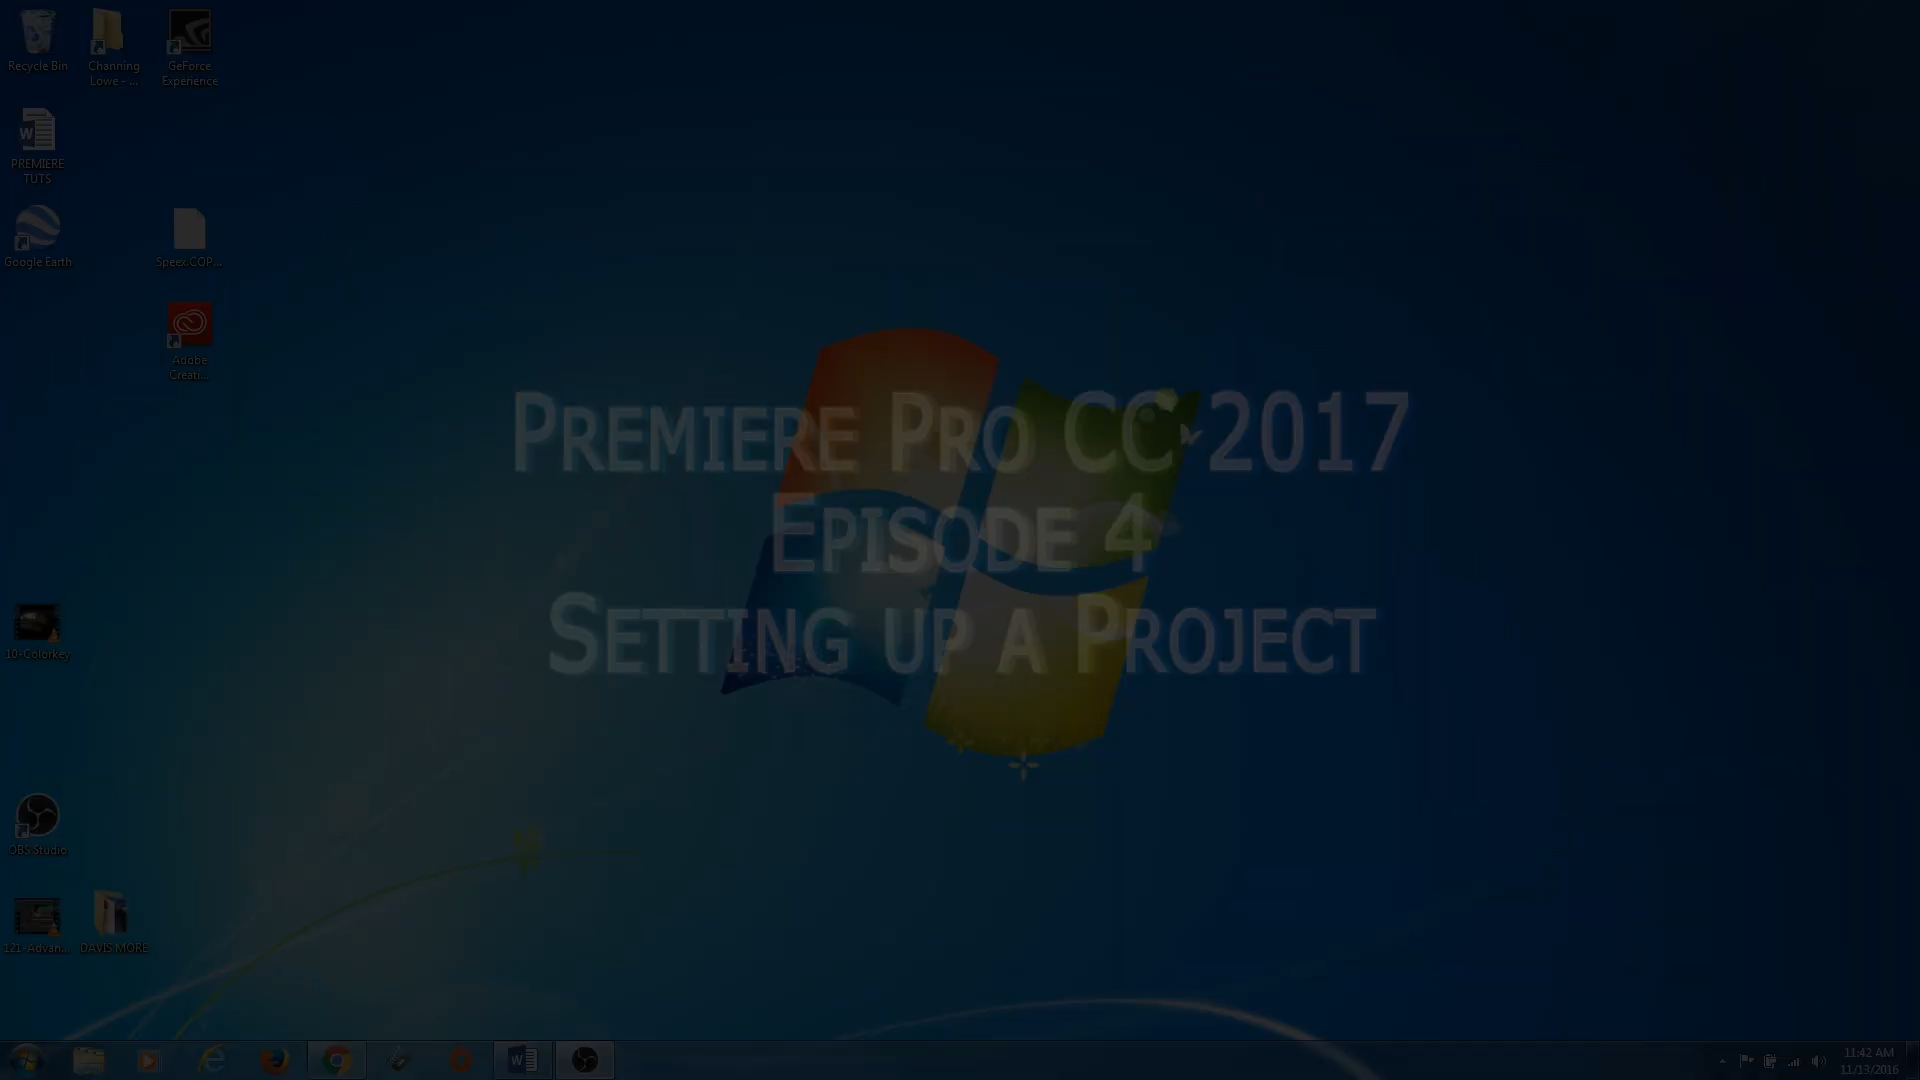 Recycle Bin
Channing
Lowe - ...
GeForce
Experience
PREMIERE
TUTS
Google Earth
Speex.COP...
Adobe
Creati...
PREMIERE PRO CC 2017
EPISODE 4
SETTING UP A PROJECT
10-Colorkey
OBS Studio
121-Advan...
DAVIS MORE
11:42 AM
11/13/2016